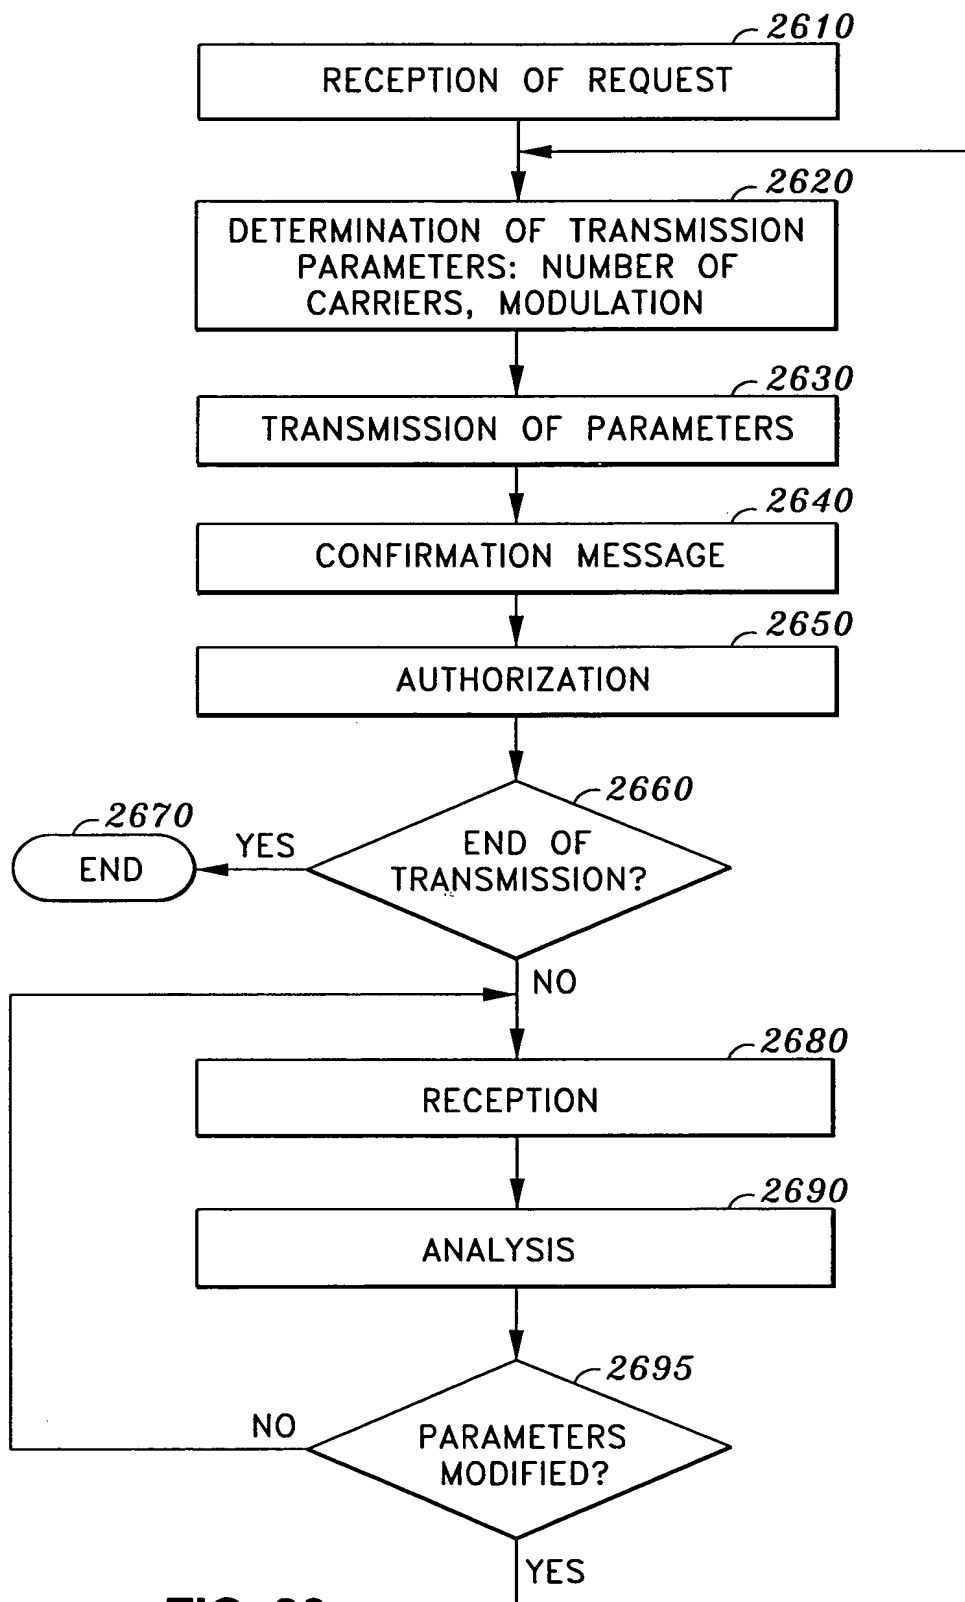 2610
RECEPTION OF REQUEST
2620
DETERMINATION OF TRANSMISSION
PARAMETERS: NUMBER OF
CARRIERS, MODULATION
2630
TRANSMISSION OF PARAMETERS
2640
CONFIRMATION MESSAGE
2650
AUTHORIZATION
2660
END OF
TRANSMISSION?
2670
YES
END
NO
2680
RECEPTION
2690
ANALYSIS
2695
NO
PARAMETERS
MODIFIED?
YES